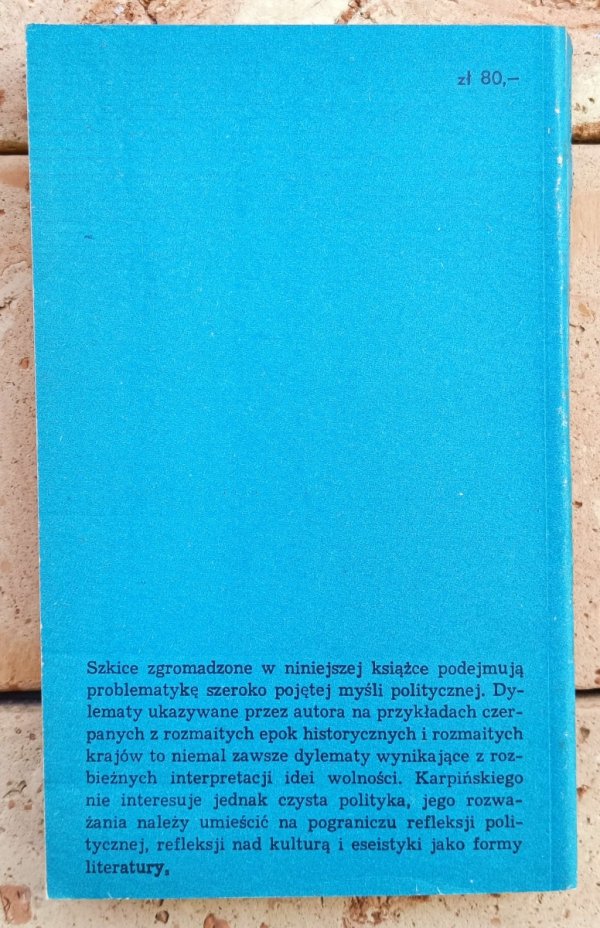 zł 80,—
Szkice zgromadzone w niniejszej książce podejmują
problematykę szeroko pojętej myśli politycznej. Dy-
lematy ukazywane przez autora na przykładach czer-
panych z rozmaitych epok historycznych i rozmaitych
krajów to niemal zawsze dylematy wynikające z roz-
bieżnych interpretacji idei wolności. Karpińskiego
nie interesuje jednak czysta polityka, jego rozwa-
żania należy umieścić na pograniczu refleksji poli-
tycznej, refleksji nad kulturą i eseistyki jako formy
literatury.